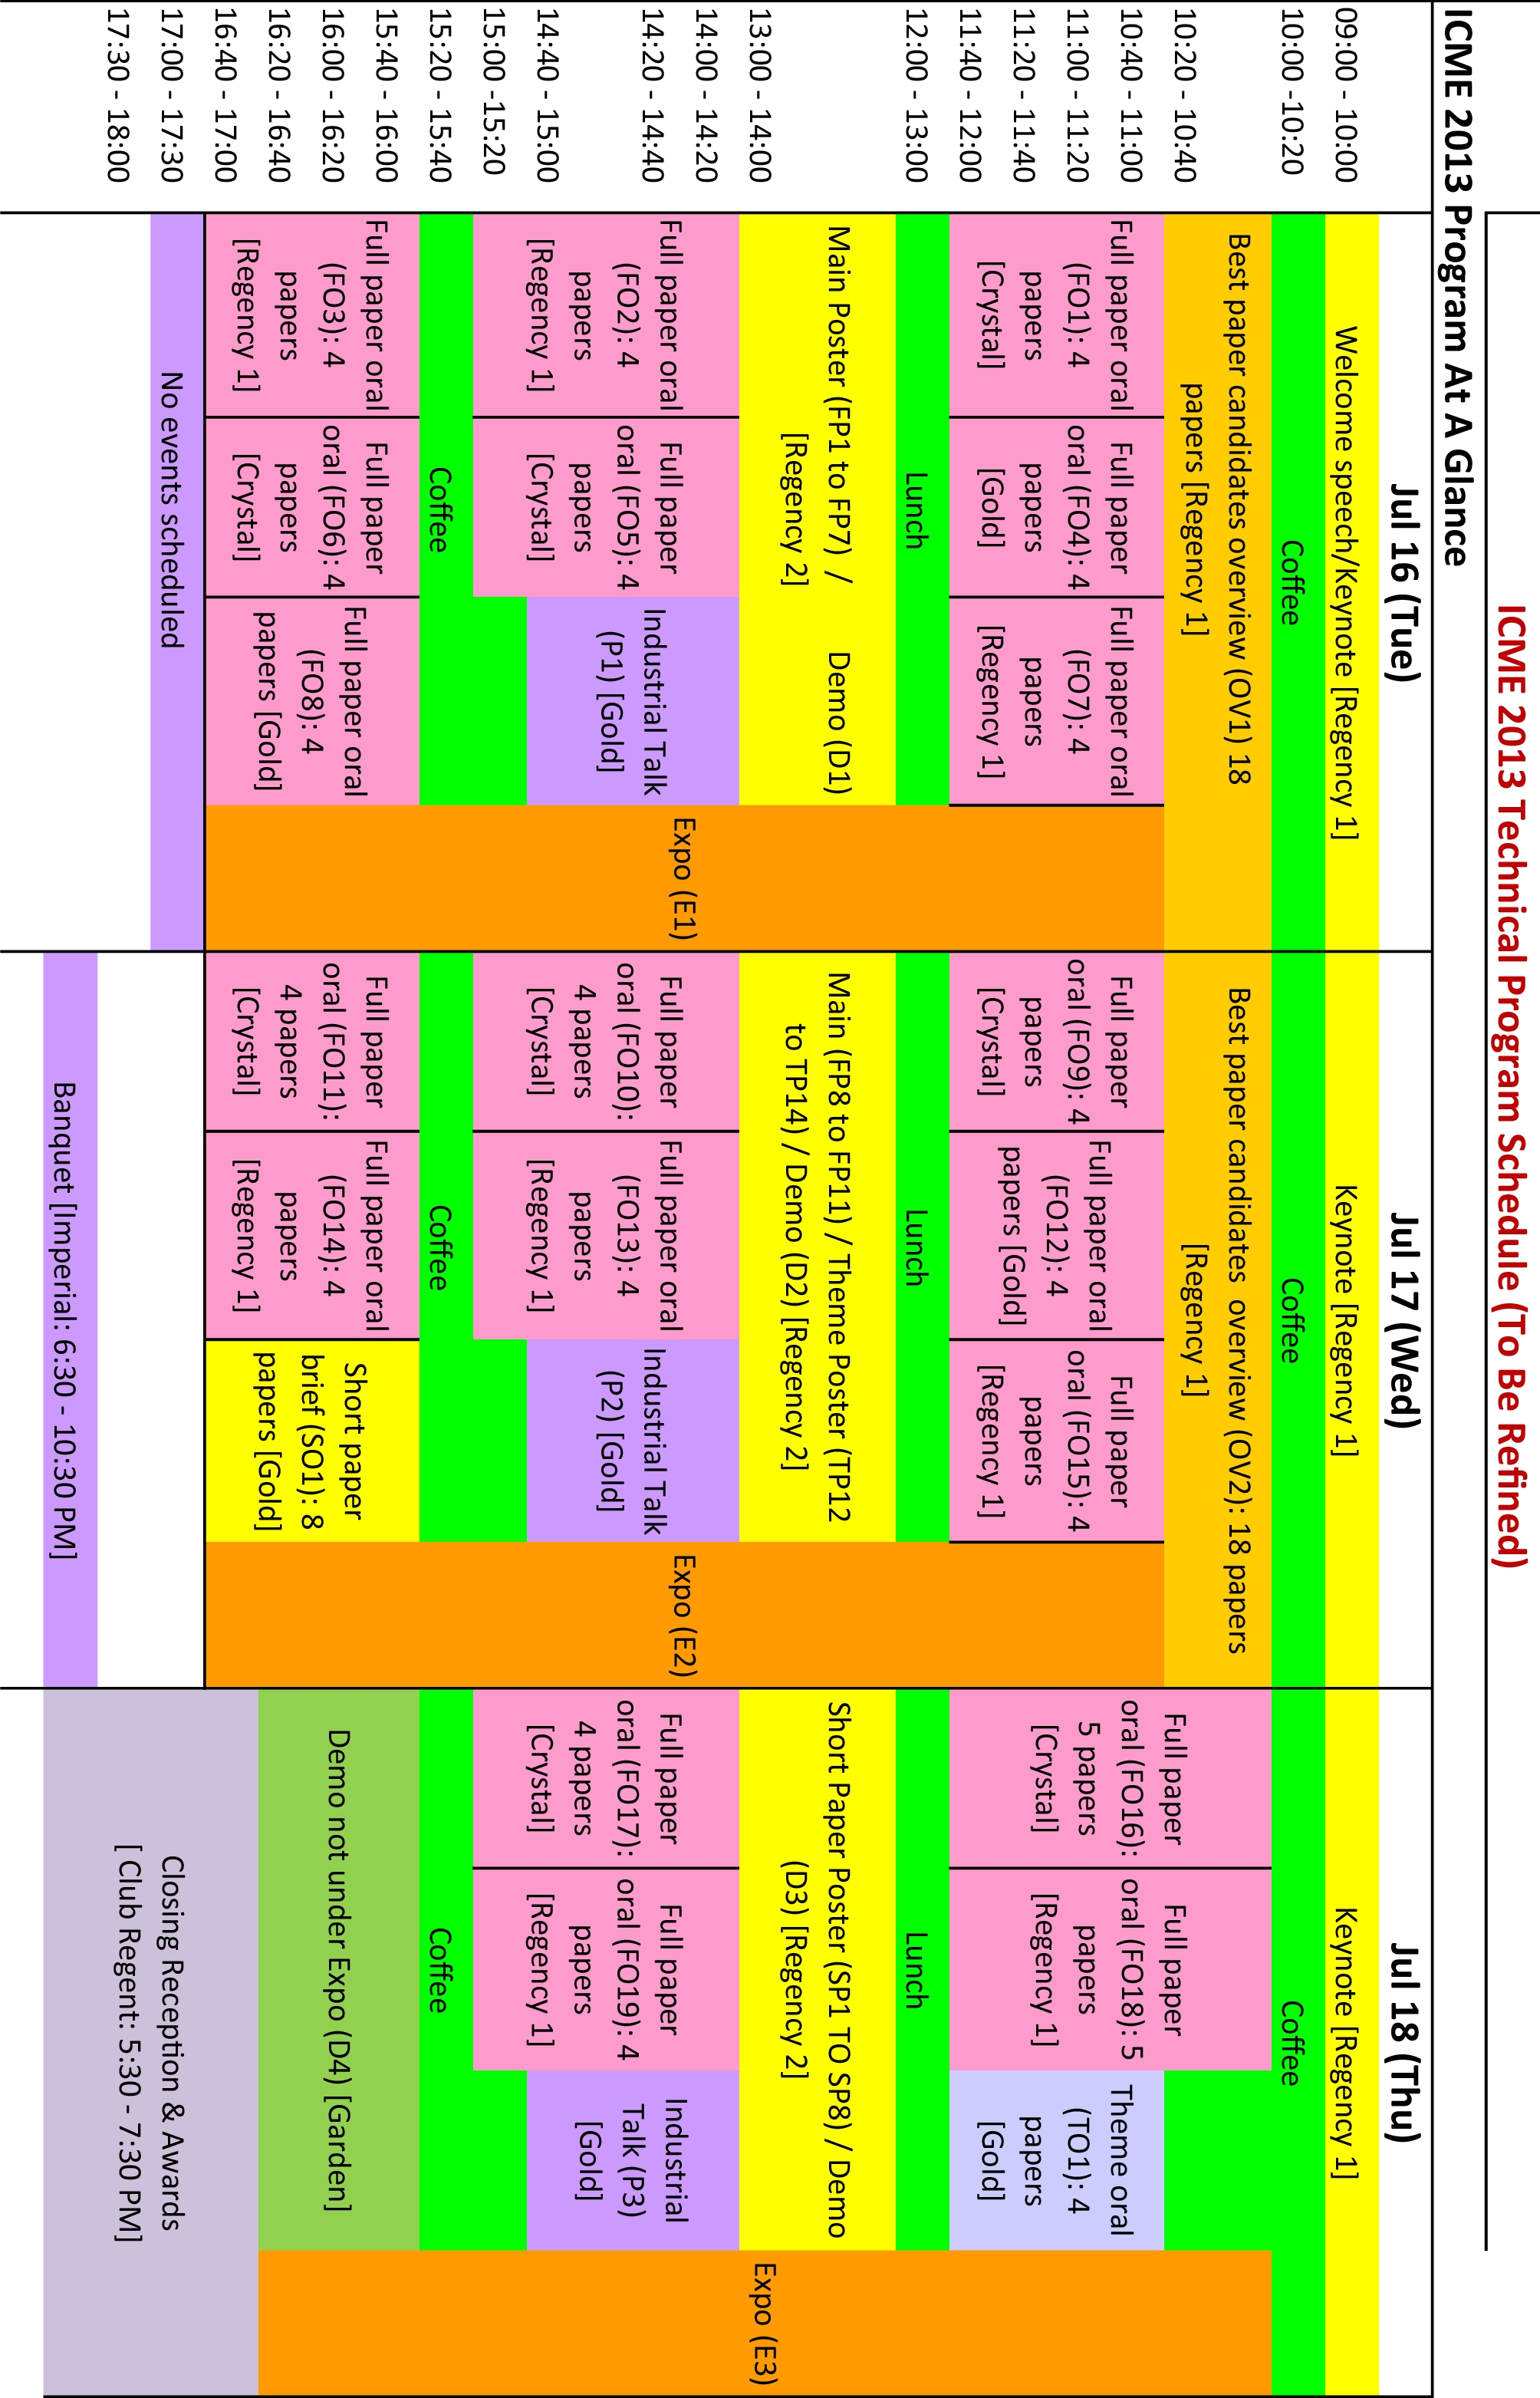 ICME 2013 Technical Program Schedule (To Be Refined)
ICME 2013 Program At A Glance
Jul 16 (Tue)
Jul 17 (Wed)
Jul 18 (Thu)
09:00 - 10:00
Welcome speech/Keynote [Regency 1]
Keynote [Regency 1]
Keynote [Regency 1]
10:00 -10:20
Coffee
Coffee
Coffee
10:20 - 10:40
Best paper candidates overview (OV1) 18
papers [Regency 1]
Best paper candidates  overview (OV2): 18 papers
[Regency 1]
10:40 - 11:00
11:00 - 11:20
11:20 - 11:40
11:40 - 12:00
Full paper oral
(FO1): 4
papers
[Crystal]
Full paper
oral (FO4): 4
papers
[Gold]
Full paper oral
(FO7): 4
papers
[Regency 1]
Full paper
oral (FO9): 4
papers
[Crystal]
Full paper oral
(FO12): 4
papers [Gold]
Full paper
oral (FO15): 4
papers
[Regency 1]
Full paper
oral (FO16):
5 papers
[Crystal]
Full paper
oral (FO18): 5
papers
[Regency 1]
Theme oral
(TO1): 4
papers
[Gold]
12:00 -13:00
Lunch
Lunch
Lunch
13:00 - 14:00
Main Poster (FP1 to FP7)  /        Demo (D1)
[Regency 2]
Main (FP8 to FP11) / Theme Poster (TP12
to TP14) / Demo (D2) [Regency 2]
Short Paper Poster (SP1 TO SP8) / Demo
(D3) [Regency 2]
14:00 - 14:20
14:20 - 14:40
14:40 - 15:00
15:00 -15:20
Full paper oral
(FO2): 4
papers
[Regency 1]
Full paper
oral (FO5): 4
papers
[Crystal]
Industrial Talk
(P1) [Gold]
Expo (E1)
Full paper
oral (FO10):
4 papers
[Crystal]
Full paper oral
(FO13): 4
papers
[Regency 1]
Industrial Talk
(P2) [Gold]
Expo (E2)
Full paper
oral (FO17):
4 papers
[Crystal]
Full paper
oral (FO19): 4
papers
[Regency 1]
Industrial
Talk (P3)
[Gold]
Expo (E3)
15:20 -15:40
Coffee
Coffee
Coffee
15:40 - 16:00
16:00 - 16:20
16:20 - 16:40
16:40 - 17:00
Full paper oral
(FO3): 4
papers
[Regency 1]
Full paper
oral (FO6): 4
papers
[Crystal]
Full paper oral
(FO8): 4
papers [Gold]
Full paper
oral (FO11):
4 papers
[Crystal]
Full paper oral
(FO14): 4
papers
[Regency 1]
Short paper
brief (SO1): 8
papers [Gold]
Demo not under Expo (D4) [Garden]
17:00 - 17:30
No events scheduled
Closing Reception & Awards
[ Club Regent: 5:30 - 7:30 PM]
17:30 - 18:00
Banquet [Imperial: 6:30 - 10:30 PM]